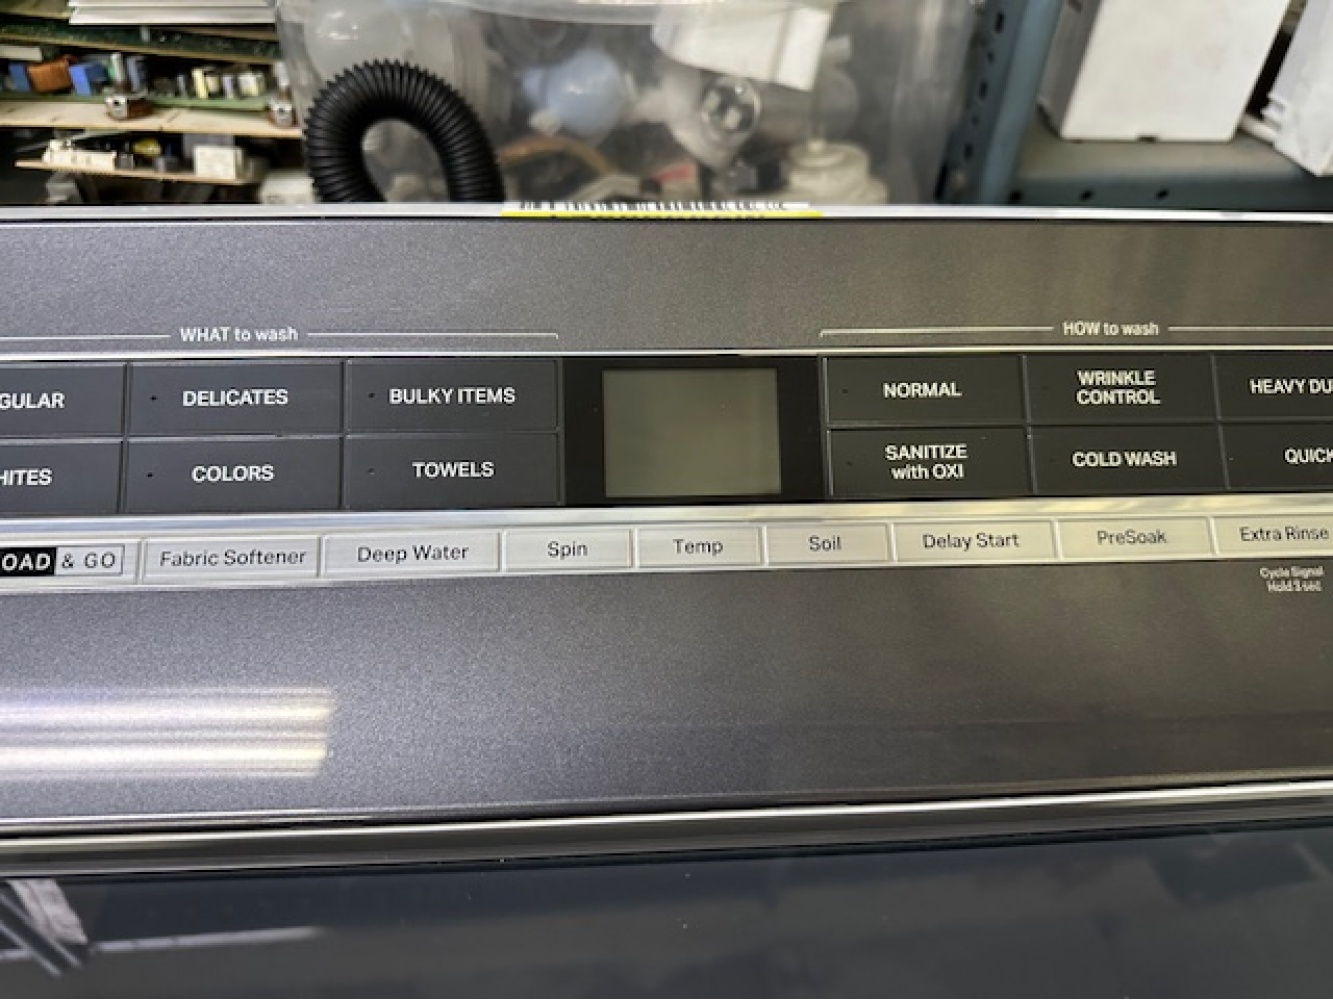 WHAT to wash
HOW to wash
GULAR
DELICATES
BULKY ITEMS
NORMAL
WRINKLE
CONTROL
HEAVY DU
HITES
COLORS
TOWELS
SANITIZE
with OXI
COLD WASH
QUICK
OAD & GO
Fabric Softener
Deep Water
Spin
Temp
Soil
Delay Start
PreSoak
Extra Rinse
Cycle Signal
Hold 3 sec